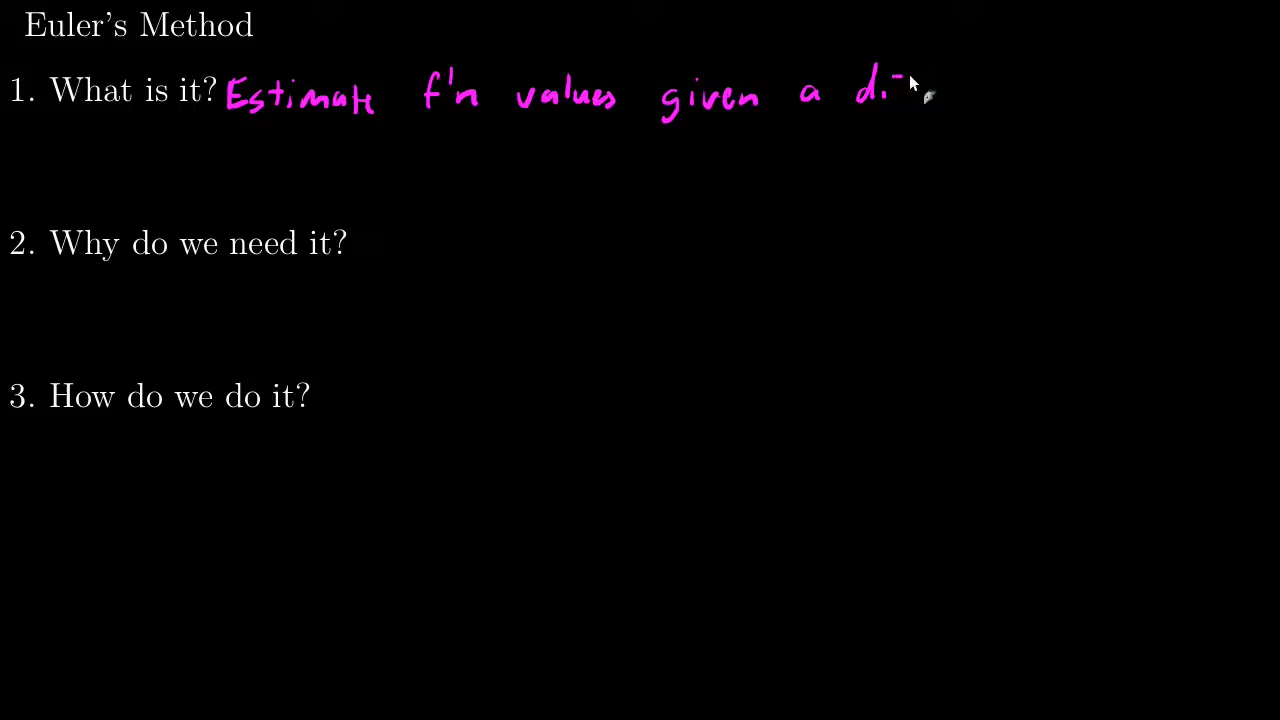 Euler's Method
1. What is it? Estimate f'n values given a di
2. Why do we need it?
3. How do we do it?